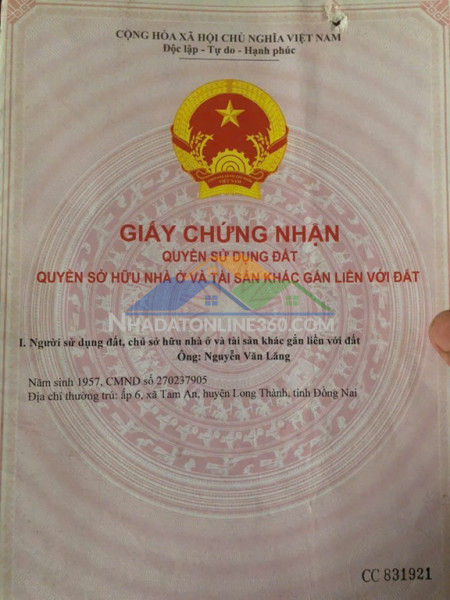 CỘNG HÒA XÃ HỘI CHỦ NGHĨA VIỆT NAM
Độc lập - Tự do - Hạnh phúc
VIỆT NAM
GIẤY CHỨNG NHẬN
QUYỀN SỬ DỤNG ĐẤT
QUYỀN SỞ HỮU NHÀ Ở VÀ TÀI SẢN KHÁC GẮN LIỀN VỚI ĐẤT
NHADATONLINE360.COM
I. Người sử dụng đất, chủ sở hữu nhà ở và tài sản khác gắn liền với đất
Ông: Nguyễn Văn Lãng
Năm sinh 1957, CMND số 270237905
Địa chỉ thường trú: ấp 6, xã Tam An, huyện Long Thành, tỉnh Đồng Nai
CC 831921